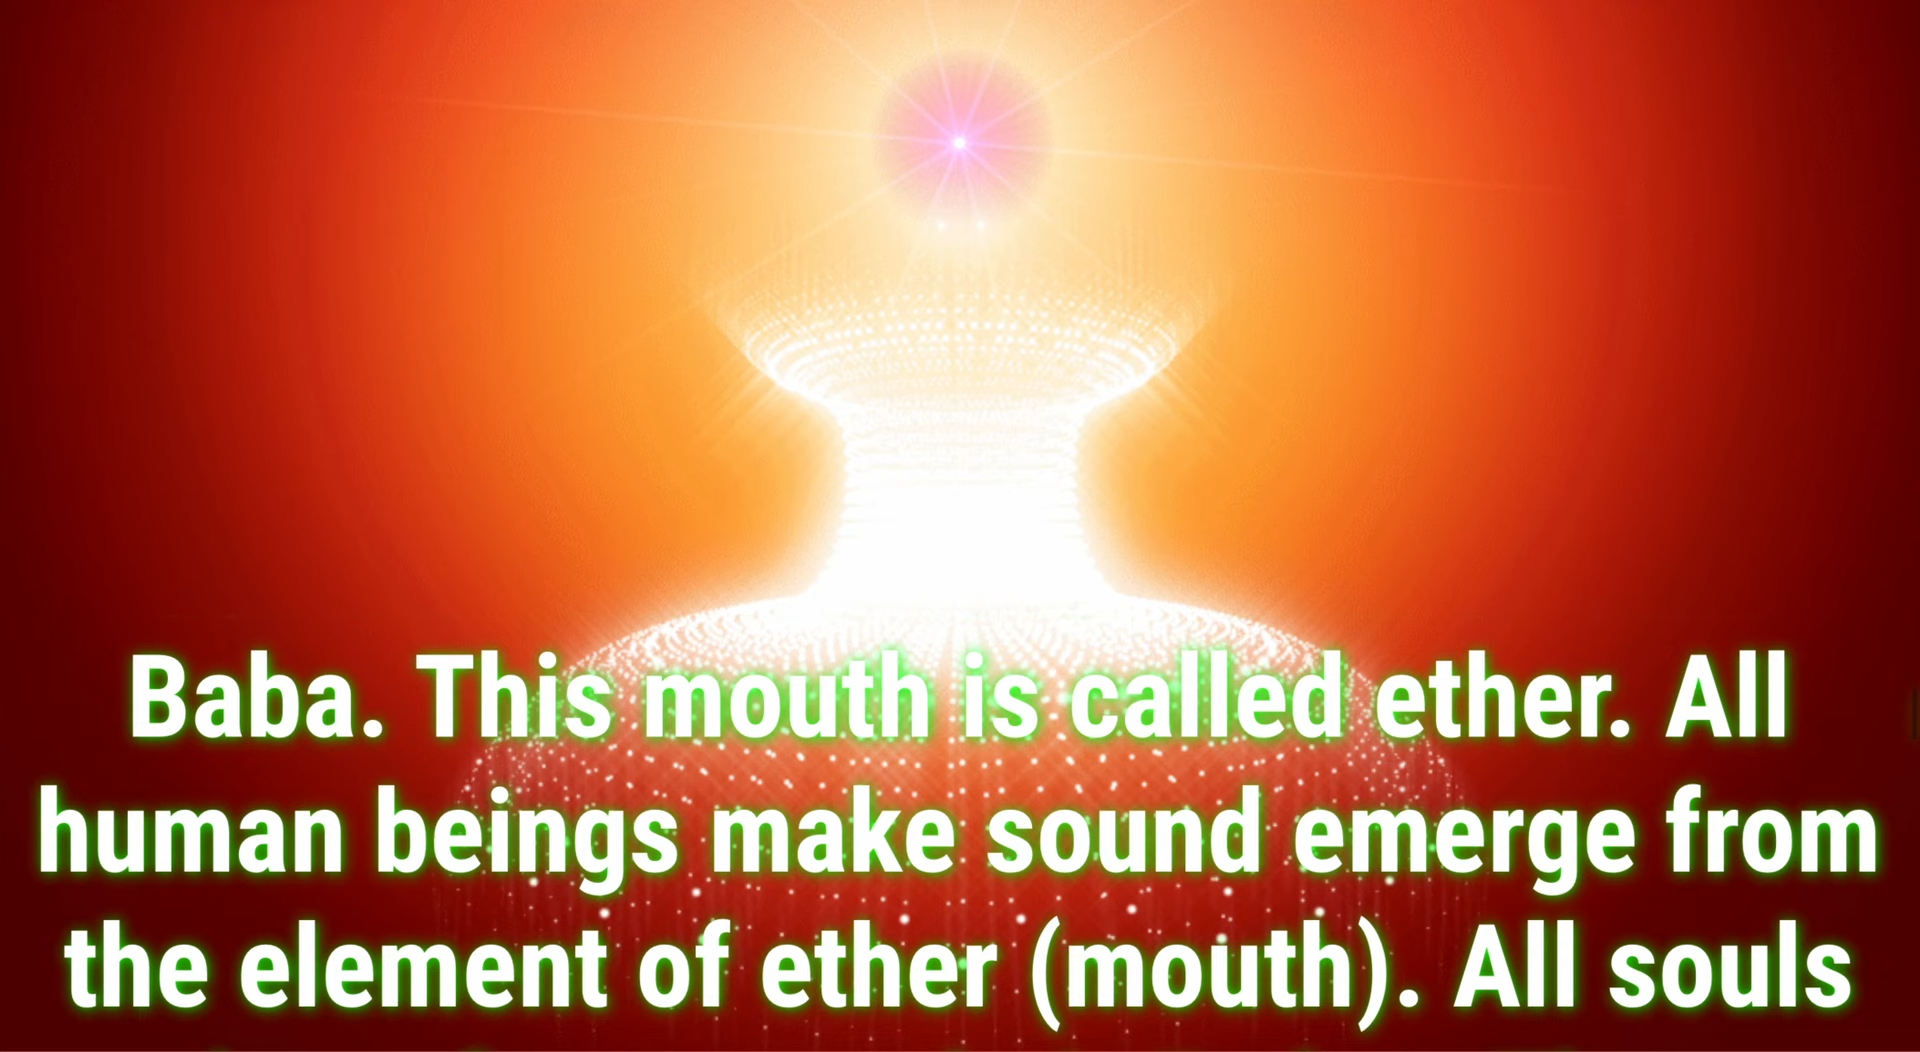 Baba. This mouth is called ether. All
human beings make sound emerge from
the element of ether (mouth). All souls